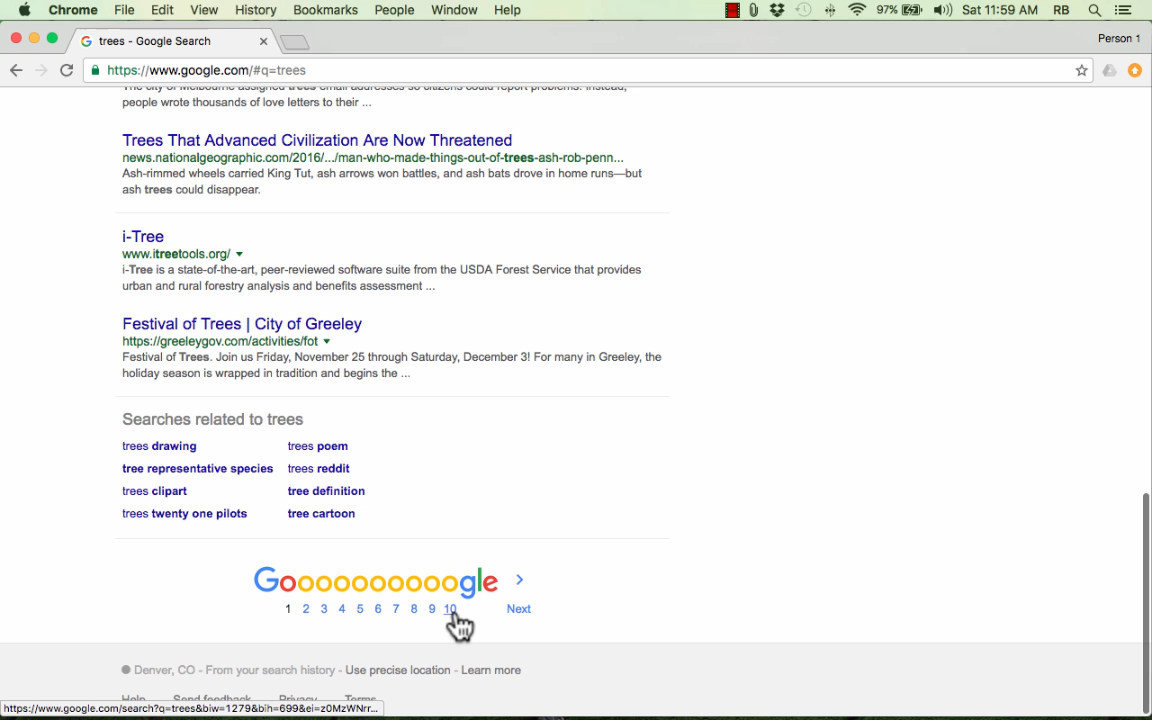 Chrome File Edit View History Bookmarks People Window Help 97% Sat 11:59 AM RB
trees - Google Search Person 1
https://www.google.com/#q=trees
The city of Melbourne assigned trees email addresses so citizens could report problems. Instead,
people wrote thousands of love letters to their ...
Trees That Advanced Civilization Are Now Threatened
news.nationalgeographic.com/2016/.../man-who-made-things-out-of-trees-ash-rob-penn...
Ash-rimmed wheels carried King Tut, ash arrows won battles, and ash bats drove in home runs—but
ash trees could disappear.
i-Tree
www.itreetools.org/
i-Tree is a state-of-the-art, peer-reviewed software suite from the USDA Forest Service that provides
urban and rural forestry analysis and benefits assessment ...
Festival of Trees | City of Greeley
https://greeleygov.com/activities/fot
Festival of Trees. Join us Friday, November 25 through Saturday, December 3! For many in Greeley, the
holiday season is wrapped in tradition and begins the ...
Searches related to trees
trees drawing trees poem
tree representative species trees reddit
trees clipart tree definition
trees twenty one pilots tree cartoon
Goooooooooogle >
1 2 3 4 5 6 7 8 9 10 Next
Denver, CO - From your search history - Use precise location - Learn more
Help Send feedback Privacy Terms
https://www.google.com/search?q=trees&biw=1279&bih=699&ei=z0MzWNrr...